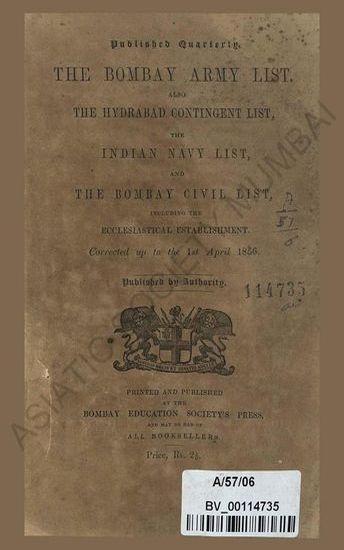 Published Quarterly.
THE BOMBAY ARMY LIST,
ALSO
THE HYDRABAD CONTINGENT LIST,
THE
INDIAN NAVY LIST,
AND
THE BOMBAY CIVIL LIST,
INCLUDING THE
ECCLESIASTICAL ESTABLISHMENT.
Corrected up to the 1st April 1856.
Published by Authority.
A
57
6
114735
PRINTED AND PUBLISHED
AT THE
BOMBAY EDUCATION SOCIETY'S PRESS,
AND MAY BE HAD OF
ALL BOOKSELLERS.
Price, Rs. 2½.
A/57/06
BV_00114735
ASIATIC SOCIETY MUMBAI